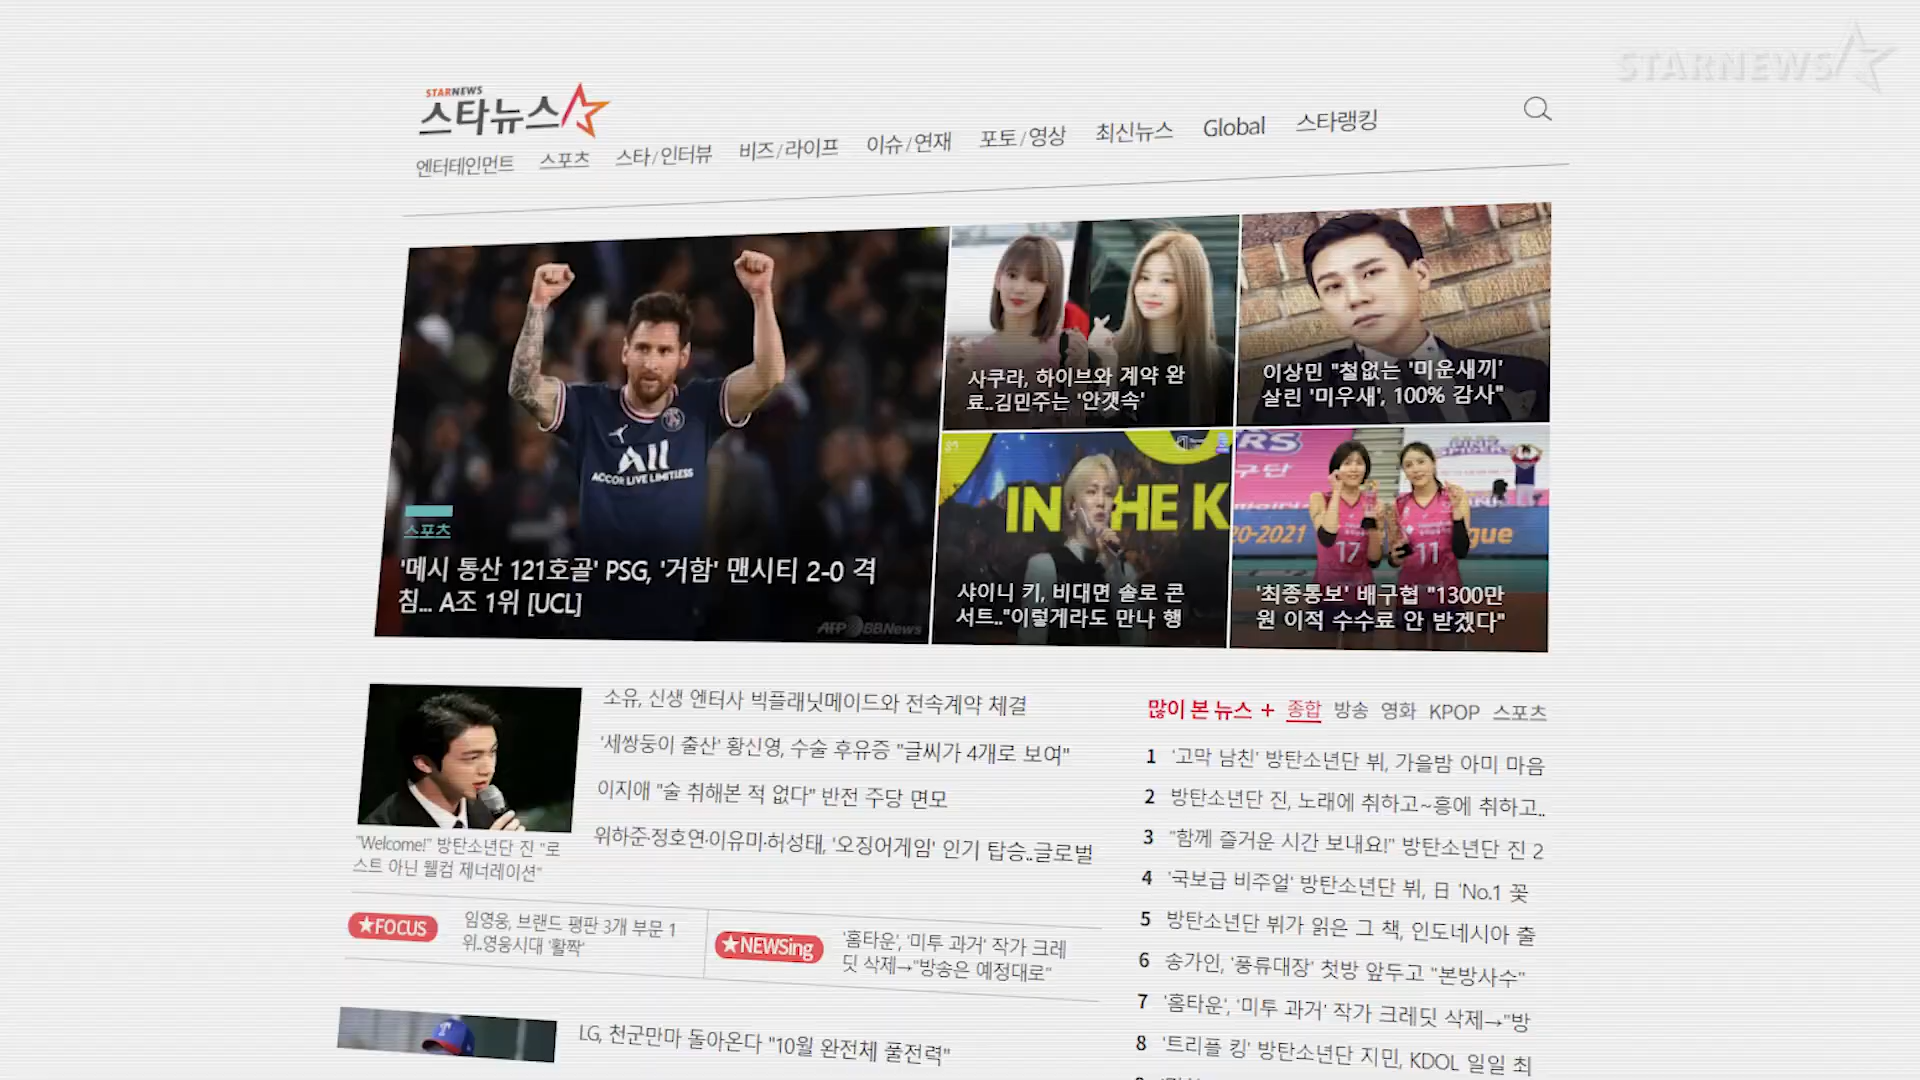 STARNEWS
STARNEWS
스타뉴스
엔터테인먼트 스포츠 스타/인터뷰 비즈/라이프 이슈/연재 포토/영상 최신뉴스 Global 스타랭킹
All
ACCOR LIVE LIMITLESS
스포츠
'메시 통산 121호골' PSG, '거함' 맨시티 2-0 격
침... A조 1위 [UCL]
AFP BBNews
사쿠라, 하이브와 계약 완
료..김민주는 '안갯속'
이상민 "철없는 '미운새끼'
살린 '미우새', 100% 감사"
IN THE K
샤이니 키, 비대면 솔로 콘
서트.."이렇게라도 만나 행
RS
구단
20-2021
gue
17 11
'최종통보' 배구협 "1300만
원 이적 수수료 안 받겠다"
"Welcome!" 방탄소년단 진 "로
스트 아닌 웰컴 제너레이션"
소유, 신생 엔터사 빅플래닛메이드와 전속계약 체결
'세쌍둥이 출산' 황신영, 수술 후유증 "글씨가 4개로 보여"
이지애 "술 취해본 적 없다" 반전 주당 면모
위하준·정호연·이유미·허성태, '오징어게임' 인기 탑승..글로벌
★FOCUS
임영웅, 브랜드 평판 3개 부문 1
위..영웅시대 '활짝'
★NEWSing
'홈타운', '미투 과거' 작가 크레
딧 삭제→"방송은 예정대로"
T
LG, 천군만마 돌아온다 "10월 완전체 풀전력"
많이 본 뉴스 + 종합 방송 영화 KPOP 스포츠
1 '고막 남친' 방탄소년단 뷔, 가을밤 아미 마음
2 방탄소년단 진, 노래에 취하고~흥에 취하고..
3 "함께 즐거운 시간 보내요!" 방탄소년단 진 2
4 '국보급 비주얼' 방탄소년단 뷔, 日 'No.1 꽃
5 방탄소년단 뷔가 읽은 그 책, 인도네시아 출
6 송가인, '풍류대장' 첫방 앞두고 "본방사수"
7 '홈타운', '미투 과거' 작가 크레딧 삭제→"방
8 '트리플 킹' 방탄소년단 지민, KDOL 일일 최